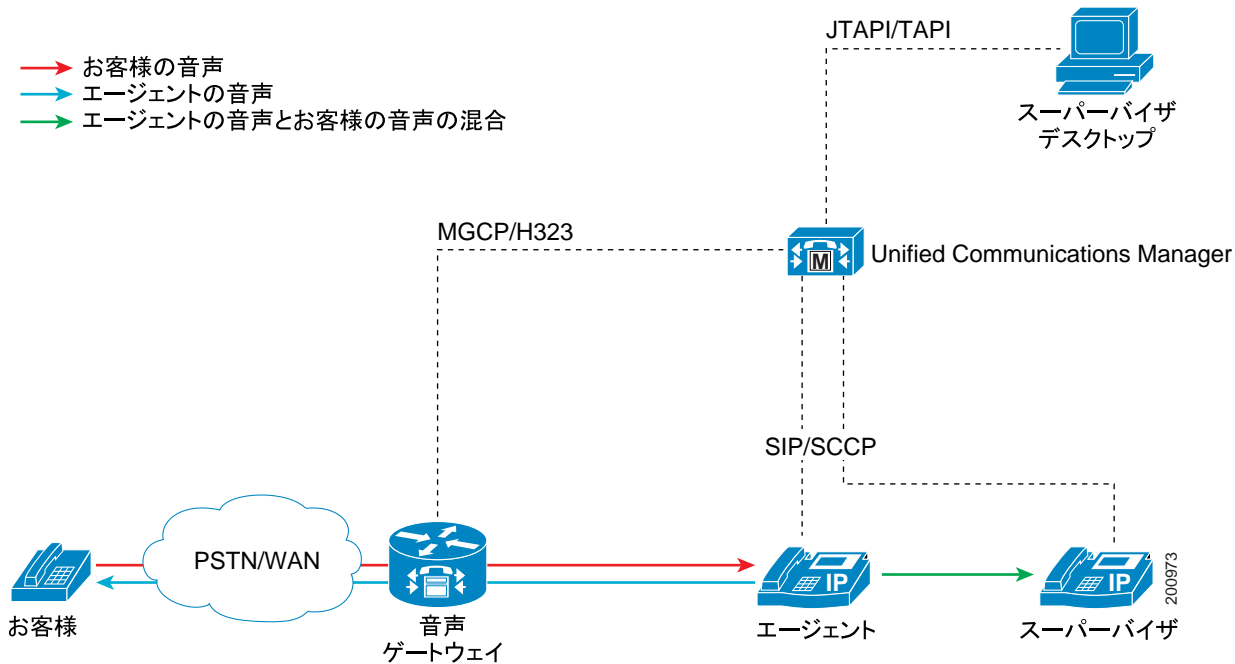 JTAPI/TAPI
お客様の音声
エージェントの音声
エージェントの音声とお客様の音声の混合
スーパーバイザ
デスクトップ
MGCP/H323
M
Unified Communications Manager
SIP/SCCP
PSTN/WAN
IP
IP
200973
お客様
音声
ゲートウェイ
エージェント
スーパーバイザ